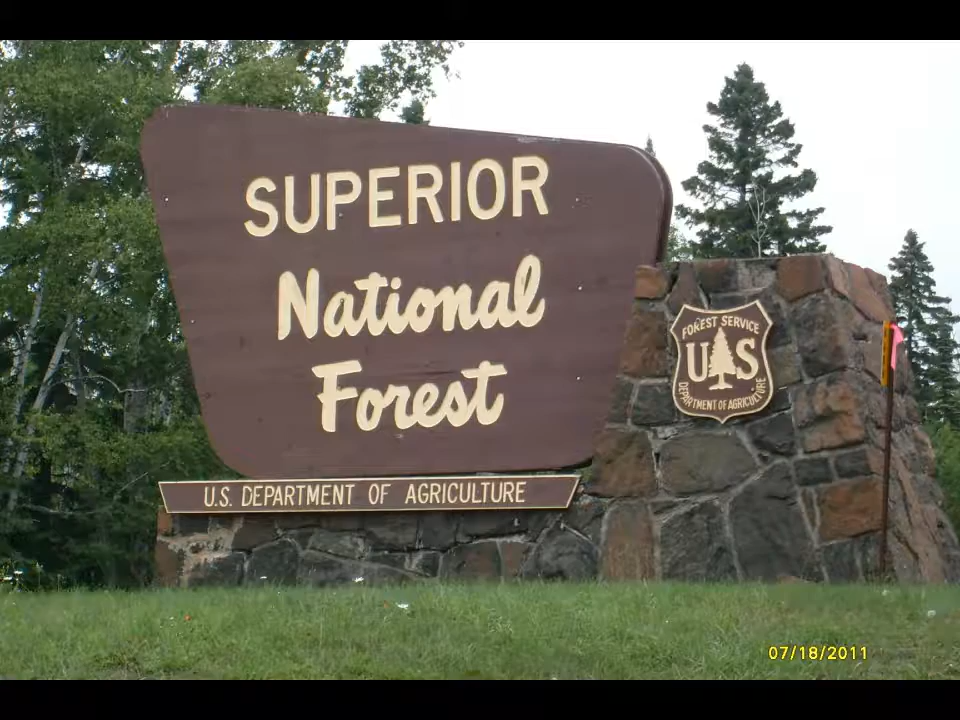 SUPERIOR
National
Forest
U.S. DEPARTMENT OF AGRICULTURE
FOREST SERVICE
US
DEPARTMENT OF AGRICULTURE
07/18/2011